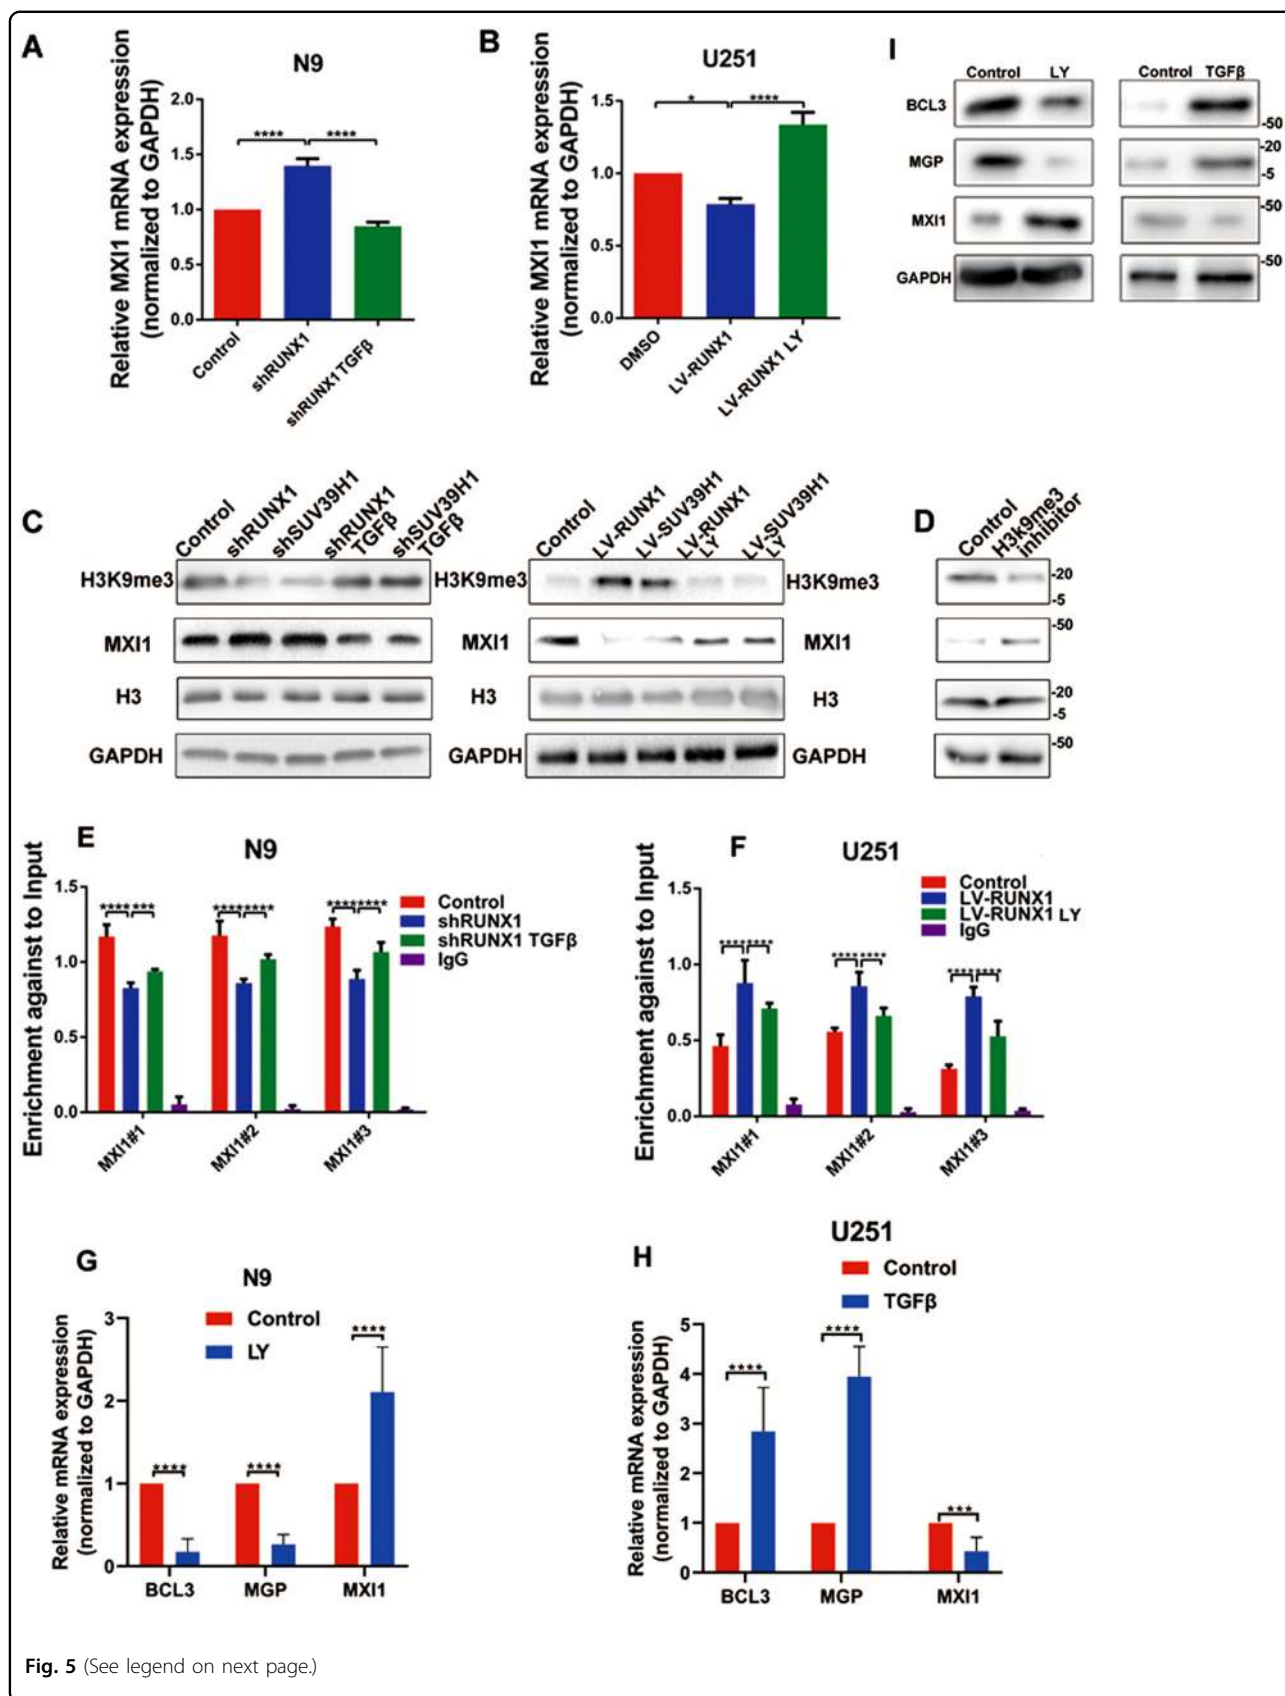 A
N9
Relative MXI1 mRNA expression
(normalized to GAPDH)
2.0
1.5
1.0
0.5
0.0
****
****
Control
shRUNX1
shRUNX1 TGFβ
B
U251
Relative MXI1 mRNA expression
(normalized to GAPDH)
1.5
1.0
0.5
0.0
*
****
DMSO
LV-RUNX1
LV-RUNX1 LY
I
Control LY
Control TGFβ
BCL3
-50
MGP
-20
-5
MXI1
-50
GAPDH
-50
C
Control
shRUNX1
shSUV39H1
shRUNX1
TGFβ
shSUV39H1
TGFβ
H3K9me3
MXI1
H3
GAPDH
Control
LV-RUNX1
LV-SUV39H1
LV-RUNX1
LY
LV-SUV39H1
LY
H3K9me3
MXI1
H3
GAPDH
D
Control
H3k9me3
inhibitor
H3K9me3
-20
-5
MXI1
-50
H3
-20
-5
GAPDH
-50
E
N9
Enrichment against to Input
1.5
1.0
0.5
0.0
**** ***
**** ****
**** ****
Control
shRUNX1
shRUNX1 TGFβ
IgG
MXI1#1
MXI1#2
MXI1#3
F
U251
Enrichment against to Input
1.5
1.0
0.5
0.0
**** ****
**** ****
**** ****
Control
LV-RUNX1
LV-RUNX1 LY
IgG
MXI1#1
MXI1#2
MXI1#3
G
N9
Control
LY
Relative mRNA expression
(normalized to GAPDH)
3
2
1
0
****
****
****
BCL3 MGP MXI1
H
U251
Control
TGFβ
Relative mRNA expression
(normalized to GAPDH)
5
4
3
2
1
0
****
****
***
BCL3 MGP MXI1
Fig. 5 (See legend on next page.)